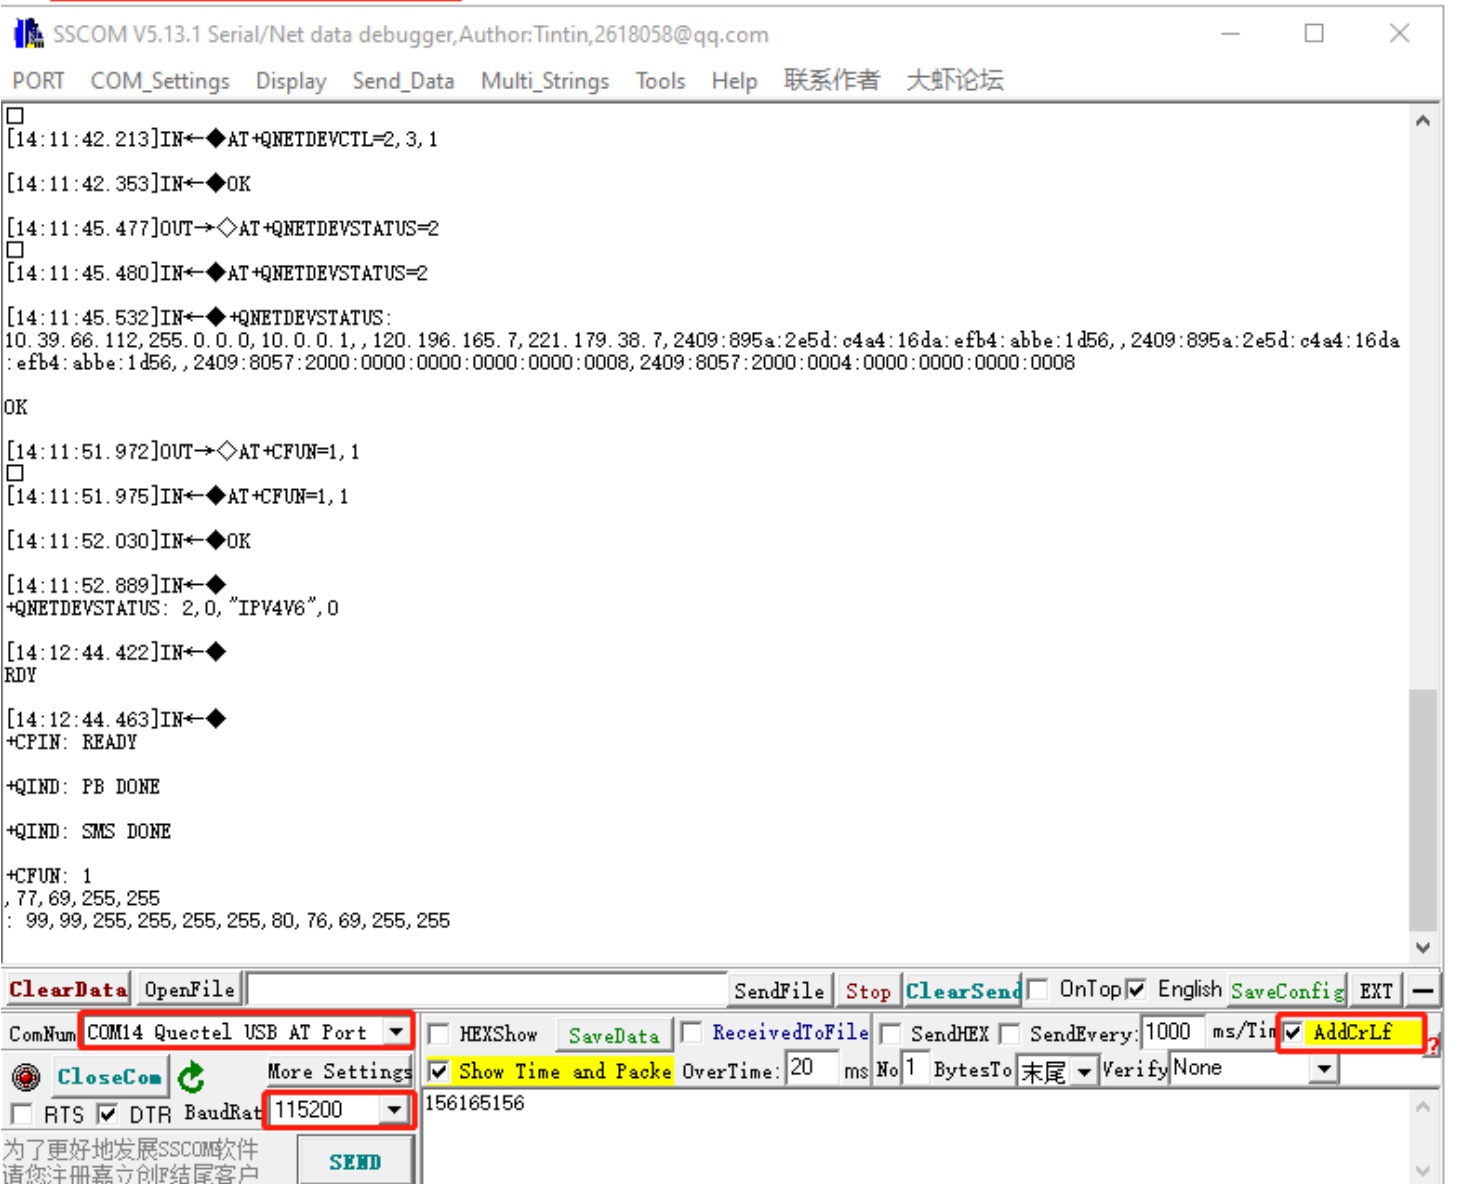 SSCOM V5.13.1 Serial/Net data debugger,Author:Tintin,2618058@qq.com
PORT COM_Settings Display Send_Data Multi_Strings Tools Help 联系作者 大虾论坛
[14:11:42.213]IN←◆AT+QNETDEVCTL=2,3,1
[14:11:42.353]IN←◆OK
[14:11:45.477]OUT→◇AT+QNETDEVSTATUS=2
[14:11:45.480]IN←◆AT+QNETDEVSTATUS=2
[14:11:45.532]IN←◆+QNETDEVSTATUS:
10.39.66.112,255.0.0.0,10.0.0.1,,120.196.165.7,221.179.38.7,2409:895a:2e5d:c4a4:16da:efb4:abbe:1d56,,2409:895a:2e5d:c4a4:16da
:efb4:abbe:1d56,,2409:8057:2000:0000:0000:0000:0000:0008,2409:8057:2000:0004:0000:0000:0000:0008
OK
[14:11:51.972]OUT→◇AT+CFUN=1,1
[14:11:51.975]IN←◆AT+CFUN=1,1
[14:11:52.030]IN←◆OK
[14:11:52.889]IN←◆
+QNETDEVSTATUS: 2,0,"IPV4V6",0
[14:12:44.422]IN←◆
RDY
[14:12:44.463]IN←◆
+CPIN: READY
+QIND: PB DONE
+QIND: SMS DONE
+CFUN: 1
,77,69,255,255
: 99,99,255,255,255,255,80,76,69,255,255
ClearData OpenFile SendFile Stop ClearSend OnTop English SaveConfig EXT —
ComNum COM14 Quectel USB AT Port HEXShow SaveData ReceivedToFile SendHEX SendEvery: 1000 ms/Tim AddCrLf ?
CloseCom More Settings Show Time and Packe OverTime: 20 ms No 1 BytesTo 末尾 Verify None
RTS DTR BaudRat 115200 156165156
为了更好地发展SSCOM软件
请您注册嘉立创F结尾客户
SEND